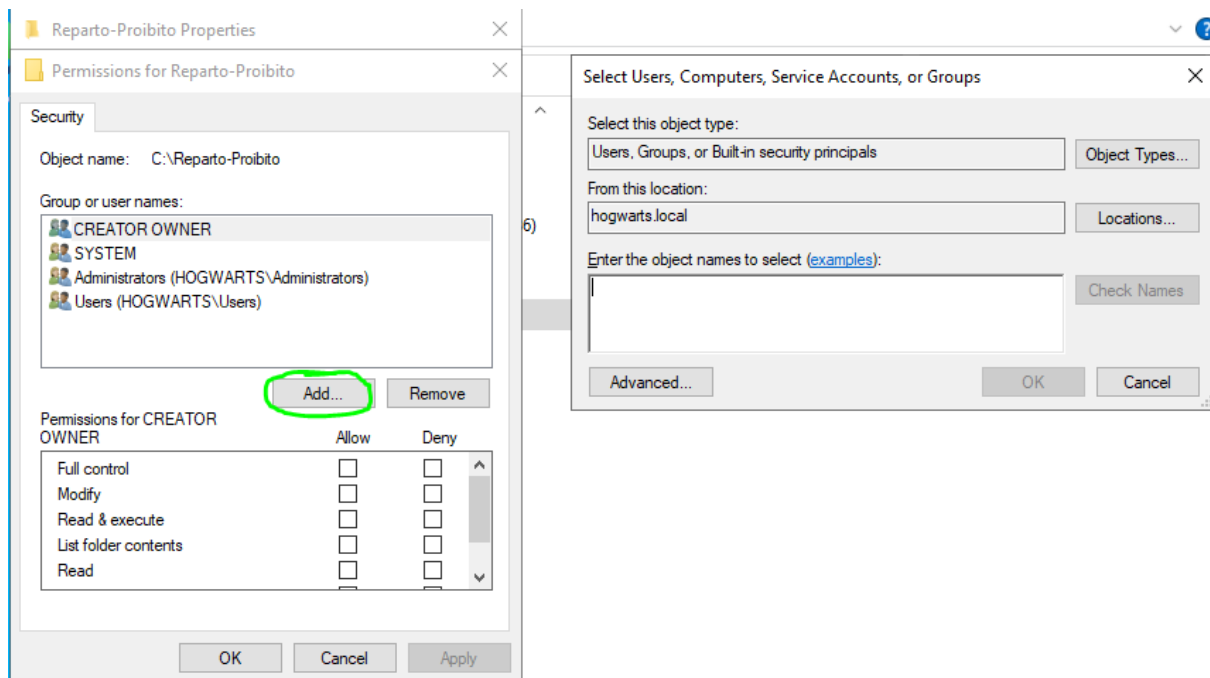 Reparto-Proibito Properties
Permissions for Reparto-Proibito
Security
Object name: C:\Reparto-Proibito
Group or user names:
CREATOR OWNER
SYSTEM
Administrators (HOGWARTS\Administrators)
Users (HOGWARTS\Users)
Add...
Remove
Permissions for CREATOR
OWNER
Allow
Deny
Full control
Modify
Read & execute
List folder contents
Read
OK
Cancel
Apply
6)
?
Select Users, Computers, Service Accounts, or Groups
Select this object type:
Users, Groups, or Built-in security principals
Object Types...
From this location:
hogwarts.local
Locations...
Enter the object names to select (examples):
Check Names
Advanced...
OK
Cancel